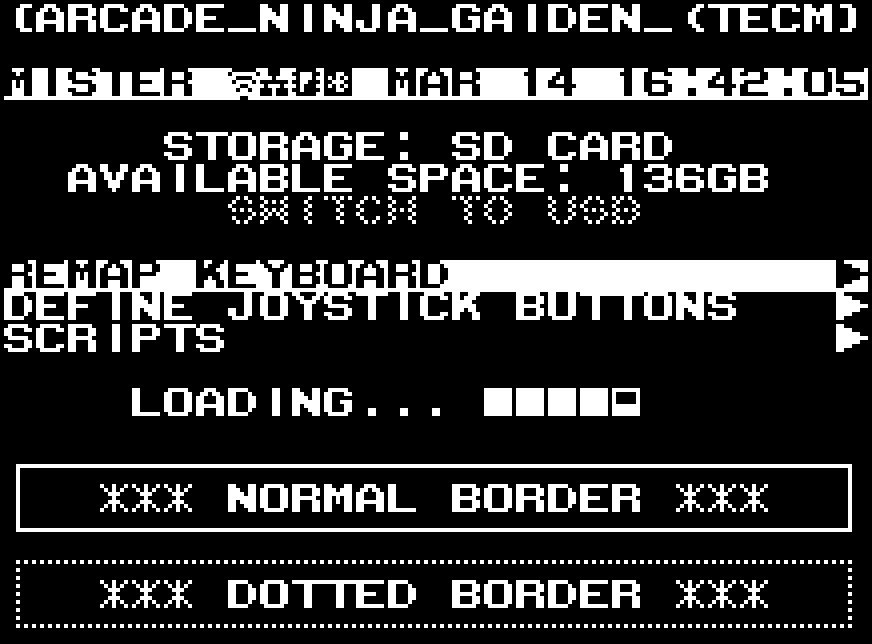 (ARCADE_NINJA_GAIDEN_(TECM)
MISTER MAR 14 16:42:05
STORAGE: SD CARD
AVAILABLE SPACE: 136GB
SWITCH TO USB
REMAP KEYBOARD
DEFINE JOYSTICK BUTTONS
SCRIPTS
LOADING...
*** NORMAL BORDER ***
*** DOTTED BORDER ***